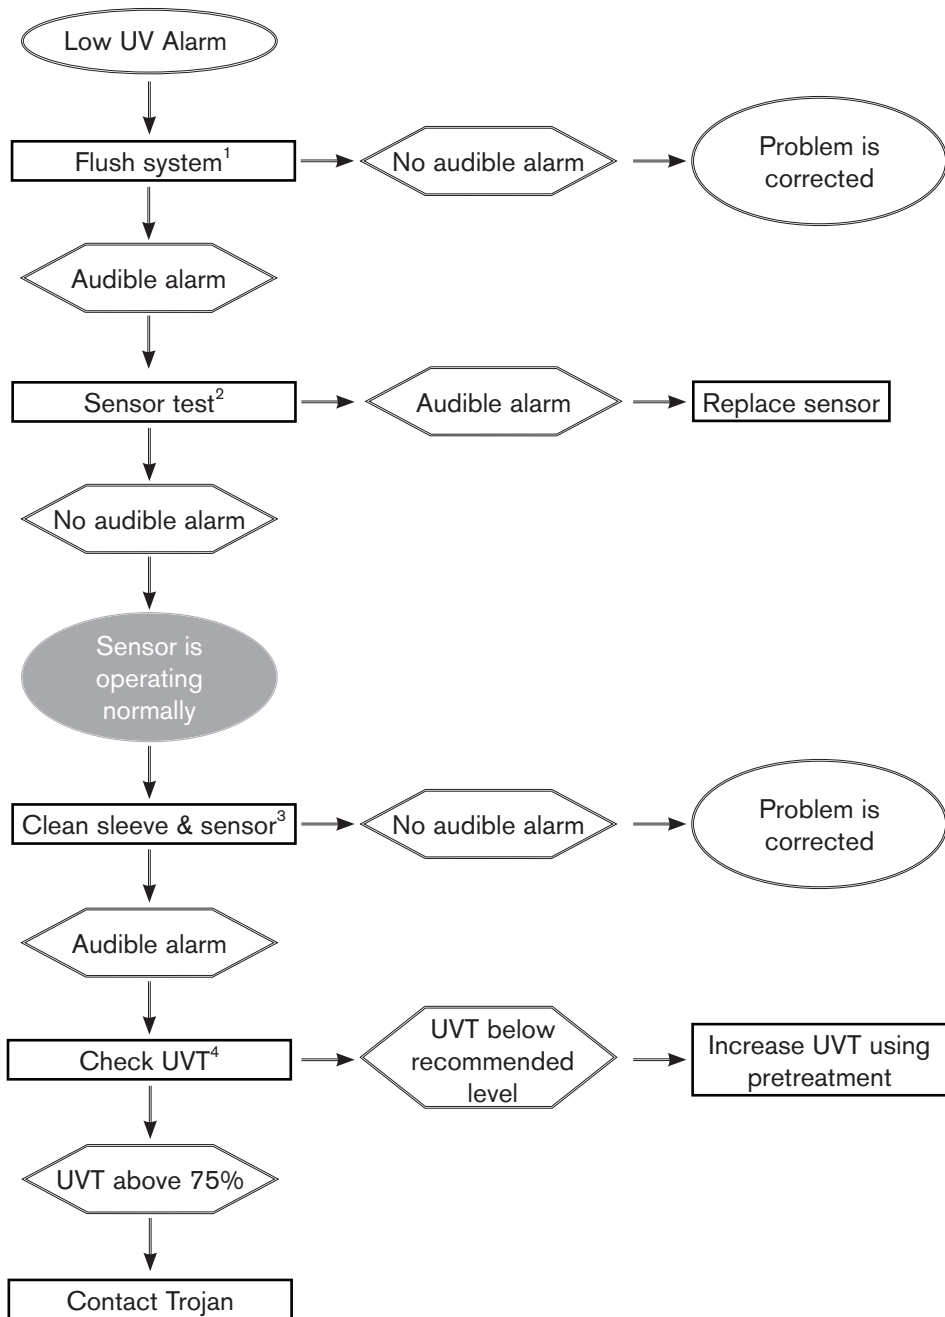 Low UV Alarm
Flush system¹
No audible alarm
Problem is
corrected
Audible alarm
Sensor test²
Audible alarm
Replace sensor
No audible alarm
Sensor is
operating
normally
Clean sleeve & sensor³
No audible alarm
Problem is
corrected
Audible alarm
Check UVT⁴
UVT below
recommended
level
Increase UVT using
pretreatment
UVT above 75%
Contact Trojan